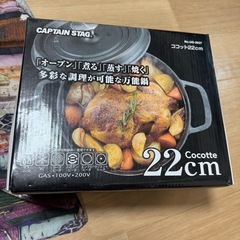 CAPTAIN STAG
ココット22cm
「オーブン」「煮る」「蒸す」「焼く」
多彩な調理が可能な万能鍋
Cocotte
22cm
GAS・100V・200V